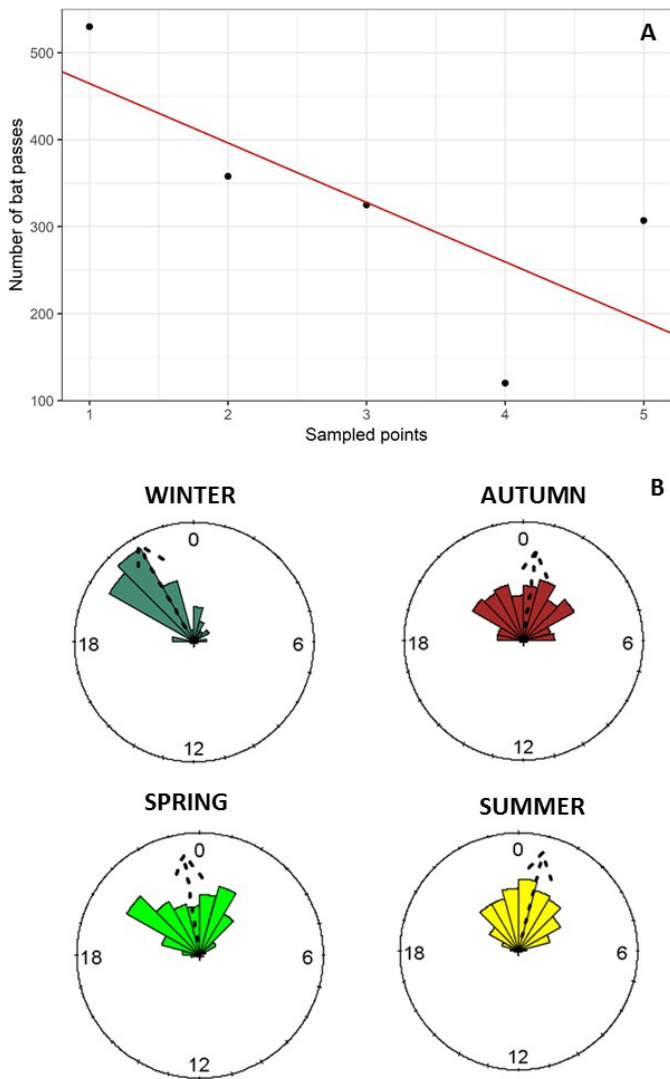 A
500
400
300
200
100
Number of bat passes
1 2 3 4 5
Sampled points
B
WINTER AUTUMN
0 0
18 6 18 6
12 12
SPRING SUMMER
0 0
18 6 18 6
12 12